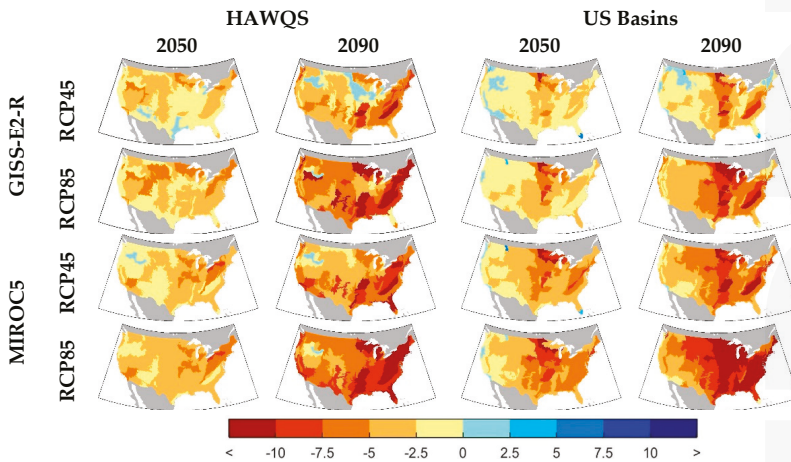 HAWQS US Basins
2050 2090 2050 2090
GISS-E2-R
RCP45
RCP85
MIROC5
RCP45
RCP85
< -10 -7.5 -5 -2.5 0 2.5 5 7.5 10 >